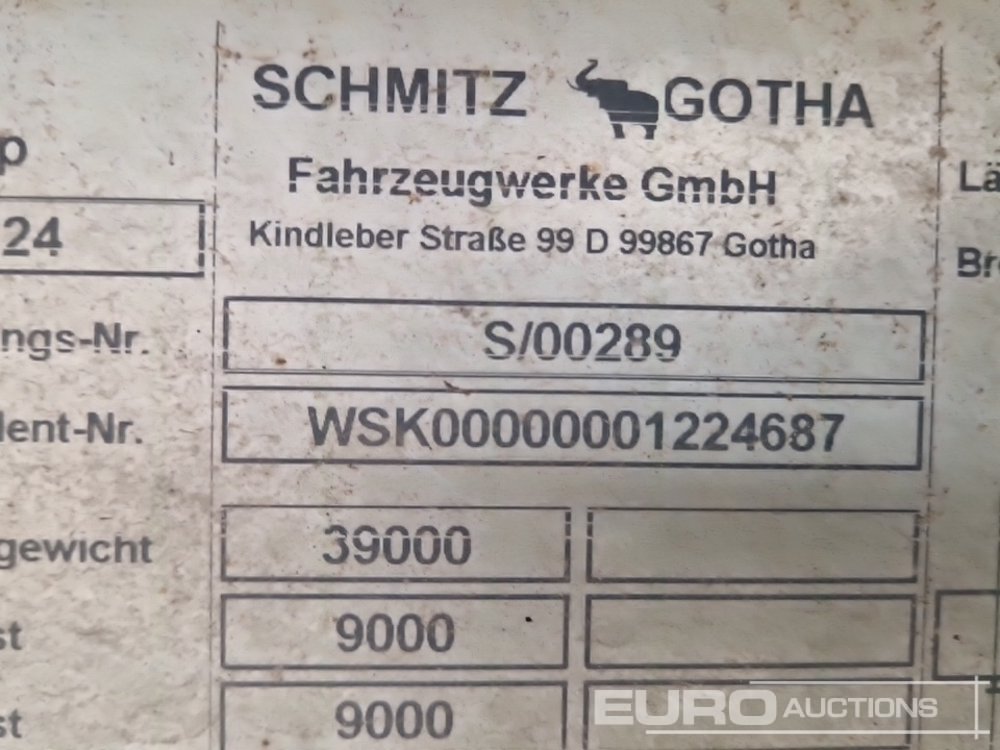 SCHMITZ GOTHA
Fahrzeugwerke GmbH
Kindleber Straße 99 D 99867 Gotha
p
24
Lä
Br
ngs-Nr. S/00289
dent-Nr. WSK00000001224687
gewicht 39000
st 9000
st 9000
EURO AUCTIONS